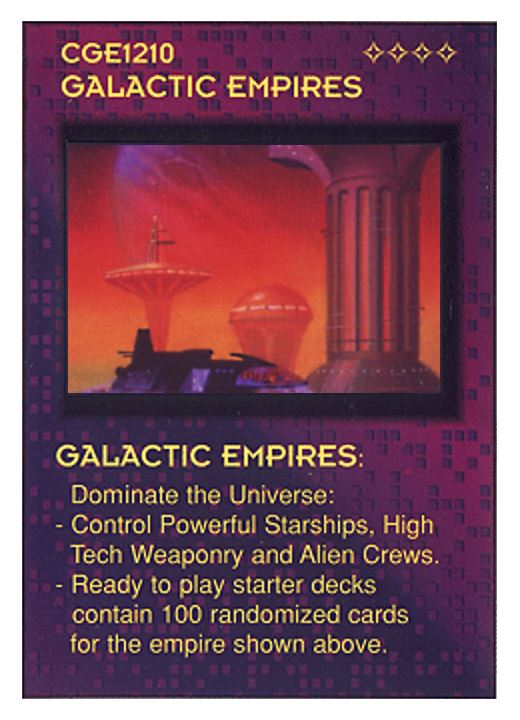 CGE1210
GALACTIC EMPIRES
GALACTIC EMPIRES:
Dominate the Universe:
- Control Powerful Starships, High
Tech Weaponry and Alien Crews.
- Ready to play starter decks
contain 100 randomized cards
for the empire shown above.